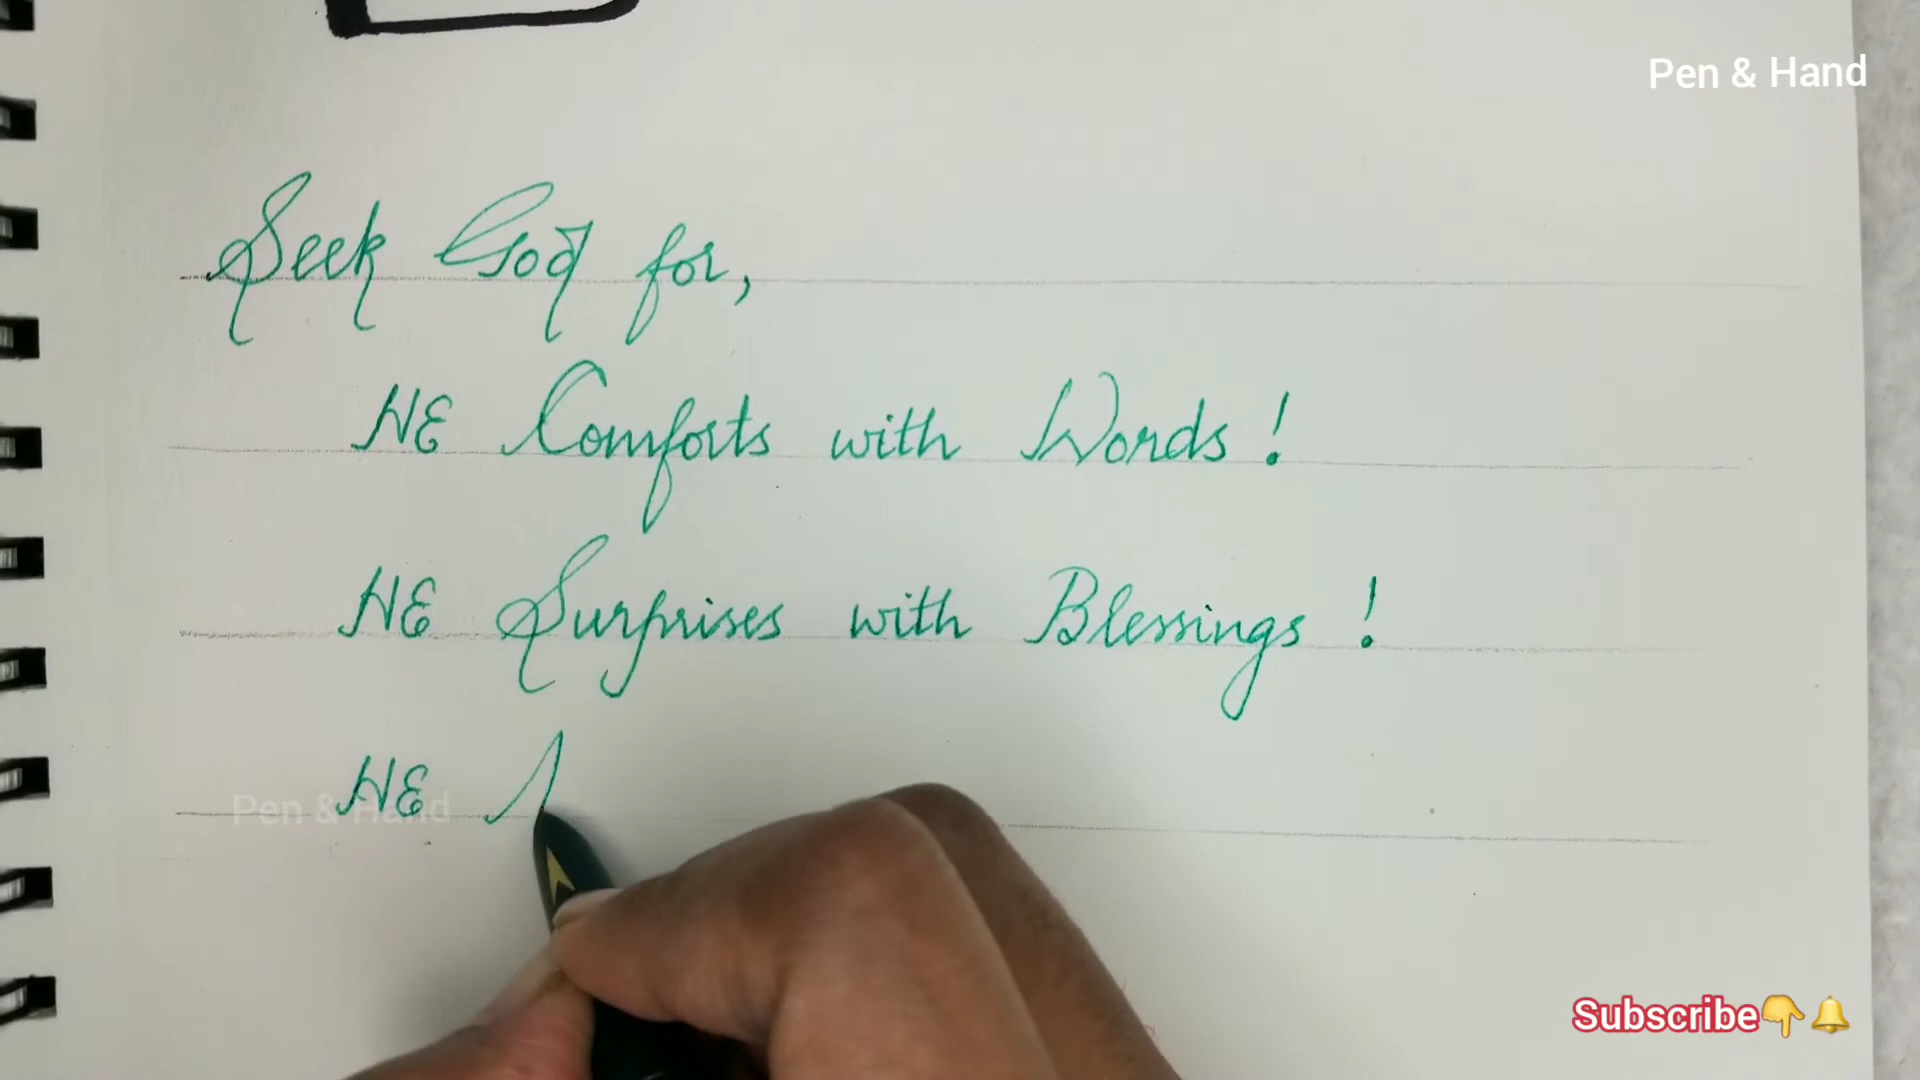 Pen & Hand
Seek God for,
HE Comforts with Words !
HE Surprises with Blessings !
HE
Pen & Hand
Subscribe